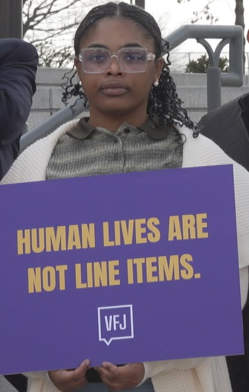 HUMAN LIVES ARE
NOT LINE ITEMS.
VFJ